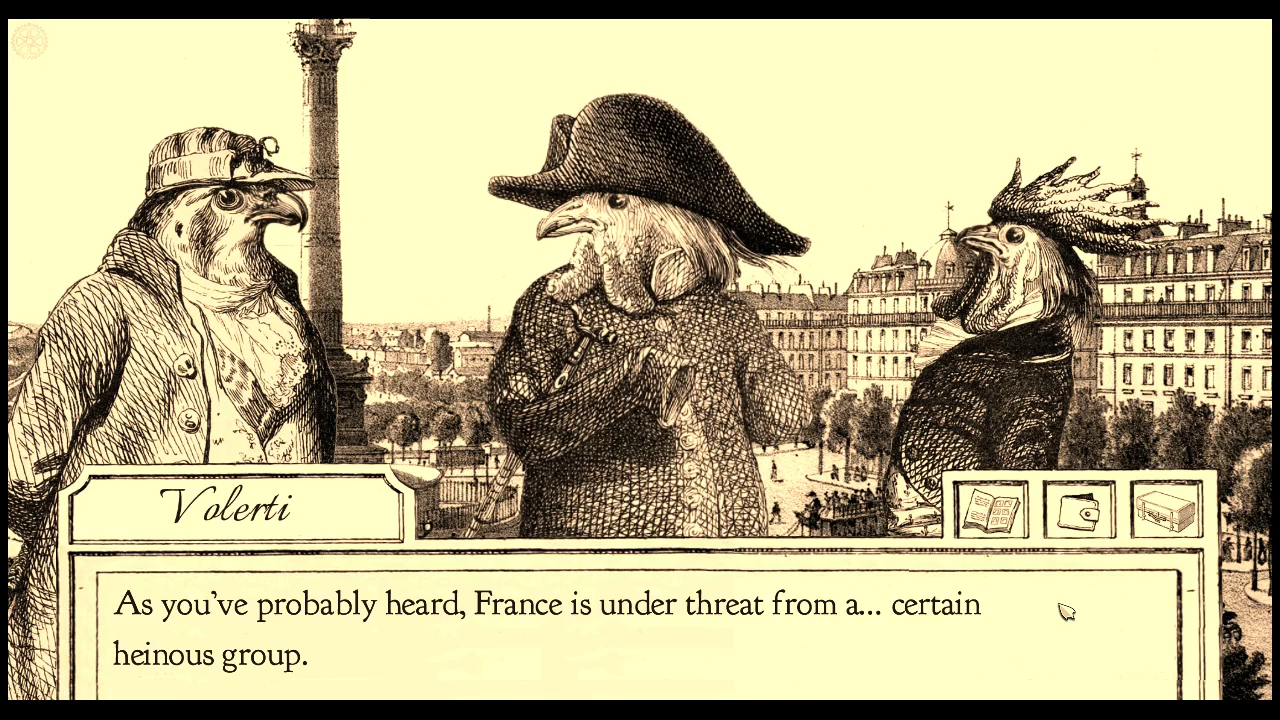 Volerti
As you've probably heard, France is under threat from a... certain
heinous group.